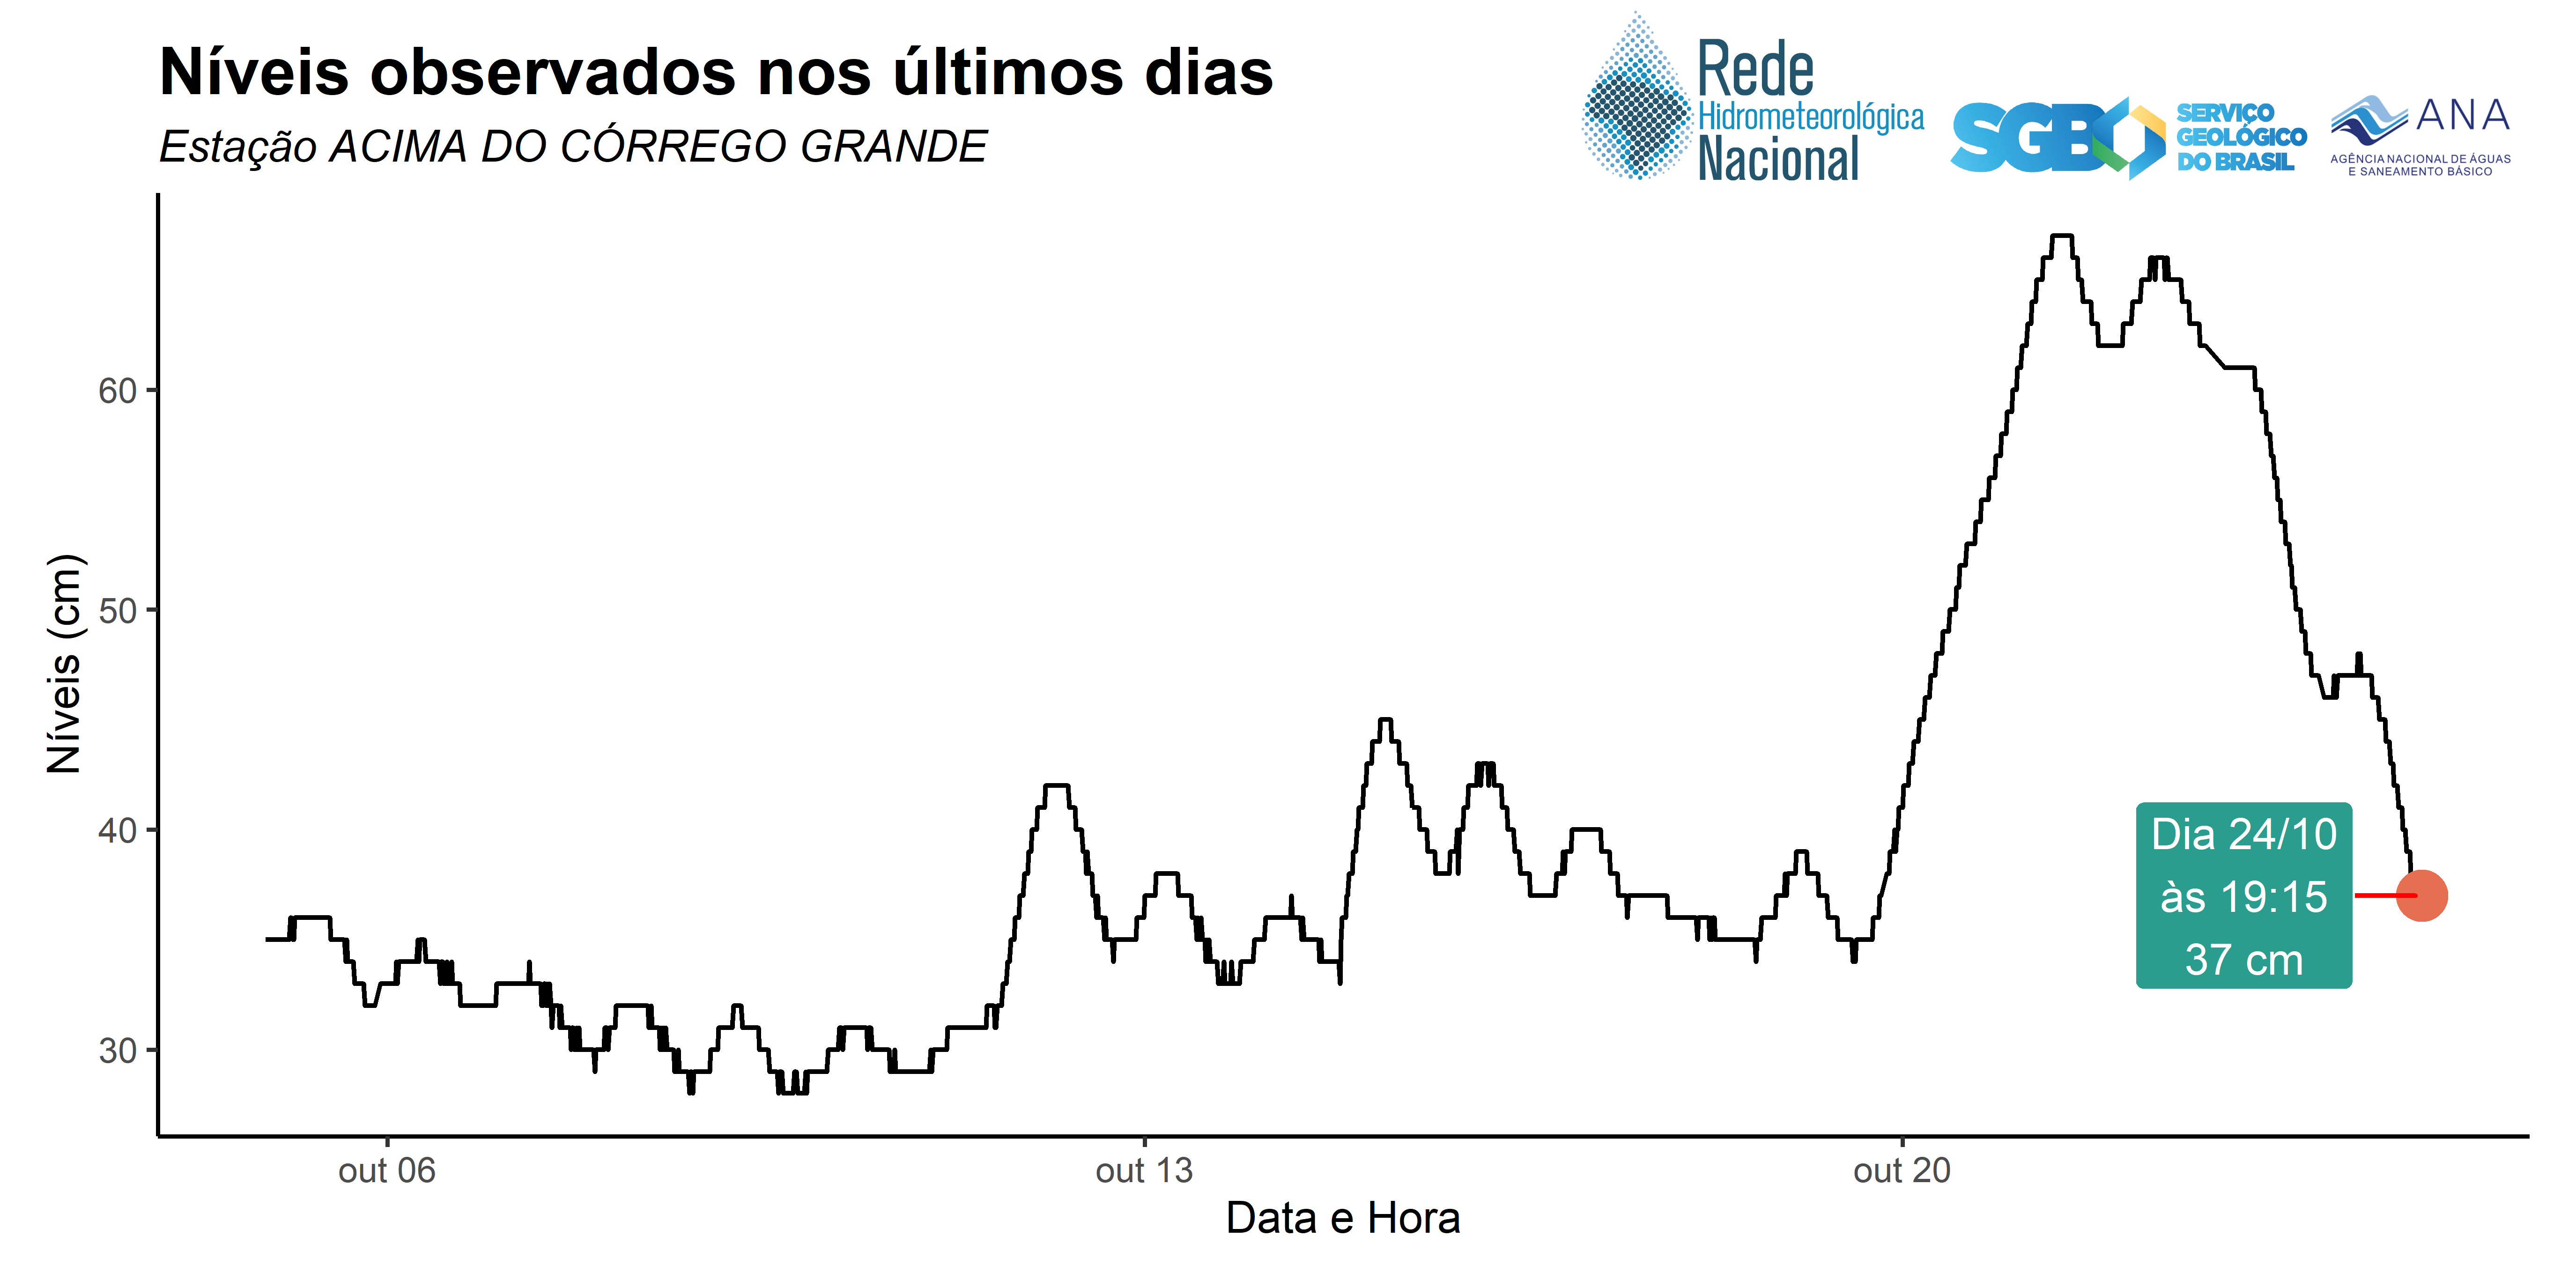 Níveis observados nos últimos dias
Estação ACIMA DO CÓRREGO GRANDE
Rede
Hidrometeorológica
Nacional
SGB
SERVIÇO
GEOLÓGICO
DO BRASIL
ANA
AGÊNCIA NACIONAL DE ÁGUAS
E SANEAMENTO BÁSICO
Níveis (cm)
60
50
40
30
Dia 24/10
às 19:15
37 cm
out 06
out 13
out 20
Data e Hora